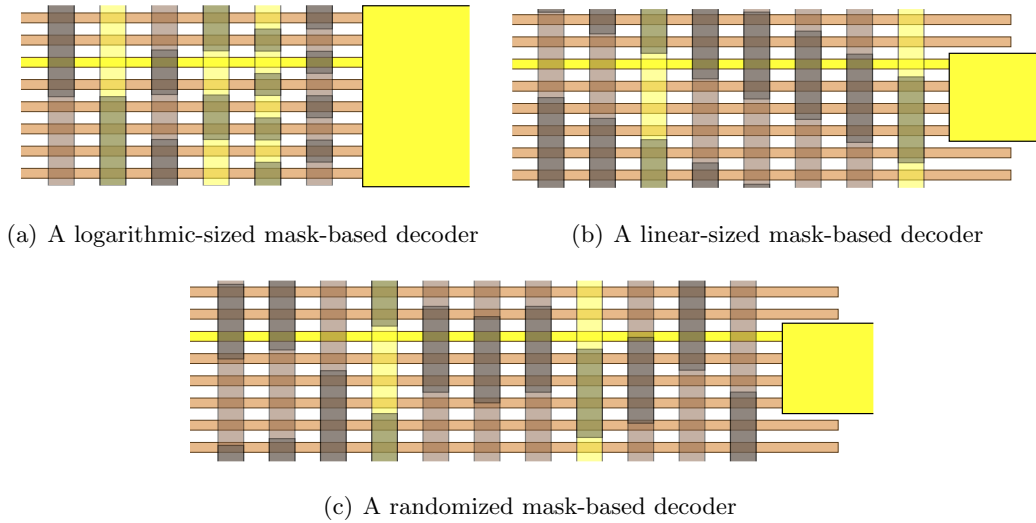 (a) A logarithmic-sized mask-based decoder
(b) A linear-sized mask-based decoder
(c) A randomized mask-based decoder